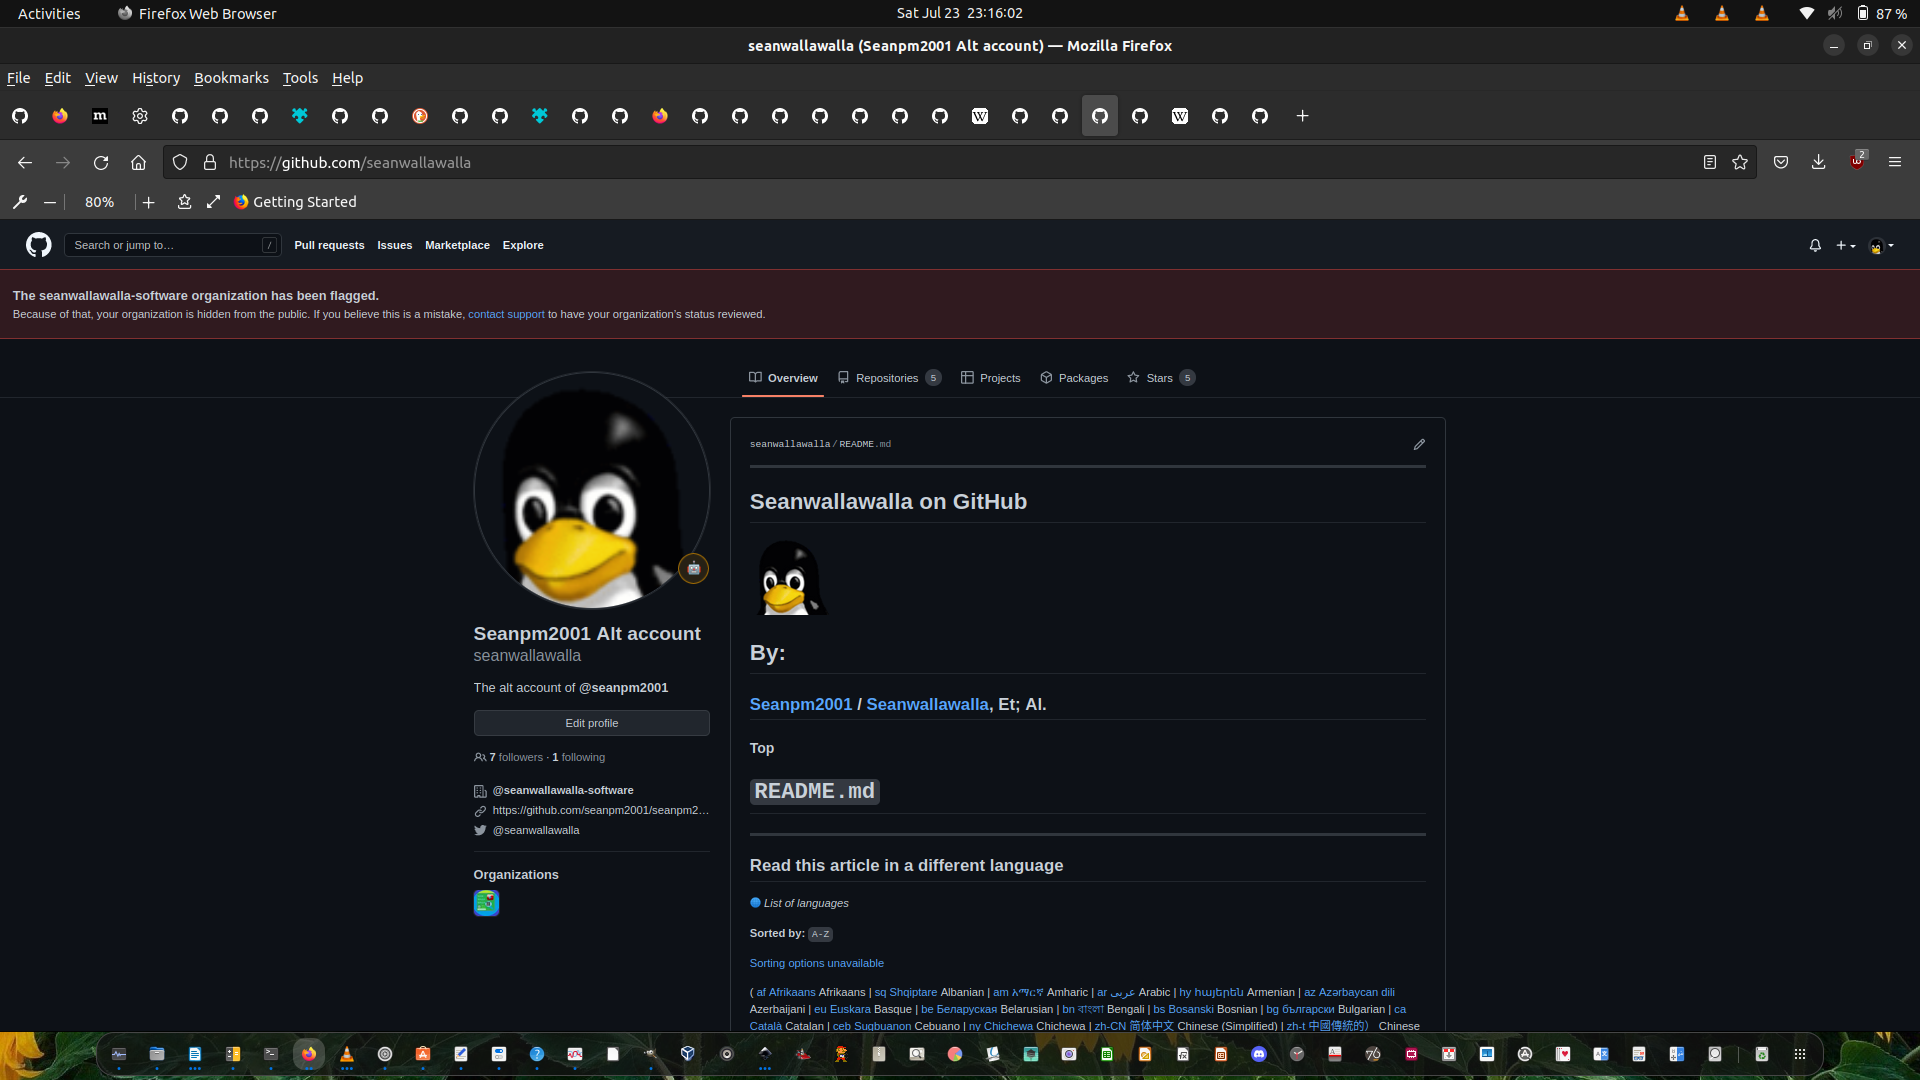 Activities Firefox Web Browser Sat Jul 23 23:16:02 87 %
seanwallawalla (Seanpm2001 Alt account) — Mozilla Firefox
File Edit View History Bookmarks Tools Help
https://github.com/seanwallawalla 2
80% Getting Started
Search or jump to… / Pull requests Issues Marketplace Explore
The seanwallawalla-software organization has been flagged.
Because of that, your organization is hidden from the public. If you believe this is a mistake, contact support to have your organization's status reviewed.
Overview Repositories 5 Projects Packages Stars 5
Seanpm2001 Alt account
seanwallawalla
The alt account of @seanpm2001
Edit profile
7 followers · 1 following
@seanwallawalla-software
https://github.com/seanpm2001/seanpm2…
@seanwallawalla
Organizations
seanwallawalla/README.md
Seanwallawalla on GitHub
By:
Seanpm2001 / Seanwallawalla, Et; Al.
Top
README.md
Read this article in a different language
List of languages
Sorted by: A-Z
Sorting options unavailable
( af Afrikaans Afrikaans | sq Shqiptare Albanian | am አማርኛ Amharic | ar عربى Arabic | hy հայերեն Armenian | az Azərbaycan dili
Azerbaijani | eu Euskara Basque | be Беларуская Belarusian | bn বাংলা Bengali | bs Bosanski Bosnian | bg български Bulgarian | ca
Català Catalan | ceb Sugbuanon Cebuano | ny Chichewa Chichewa | zh-CN 简体中文 Chinese (Simplified) | zh-t 中國傳統的） Chinese